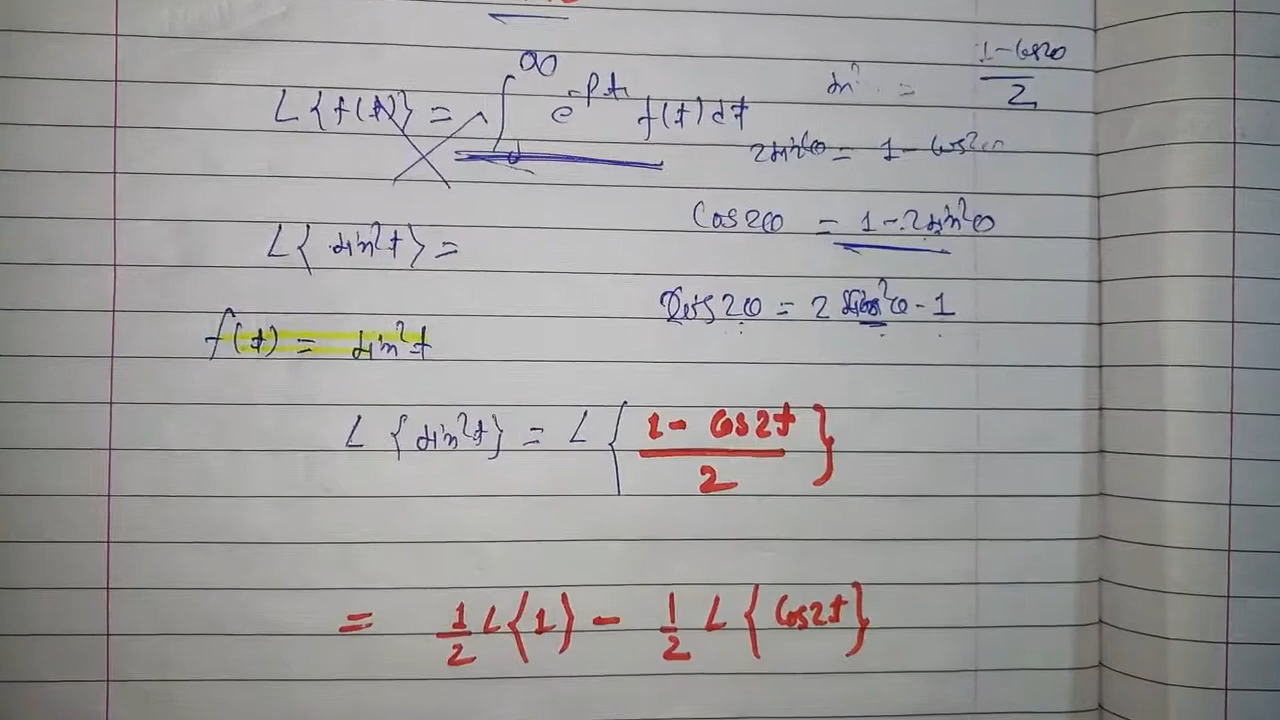 L{f(t)} = ∫₀^∞ e^-pt f(t) dt
sin² = 1-cos2θ / 2
2sin²θ = 1 - cos2θ
Cos2θ = 1-2sin²θ
L{sin²t} =
Cos2θ = 2cos²θ-1
f(t) = sin²t
L{sin²t} = L{1-cos2t / 2}
= 1/2 L{1} - 1/2 L{cos2t}